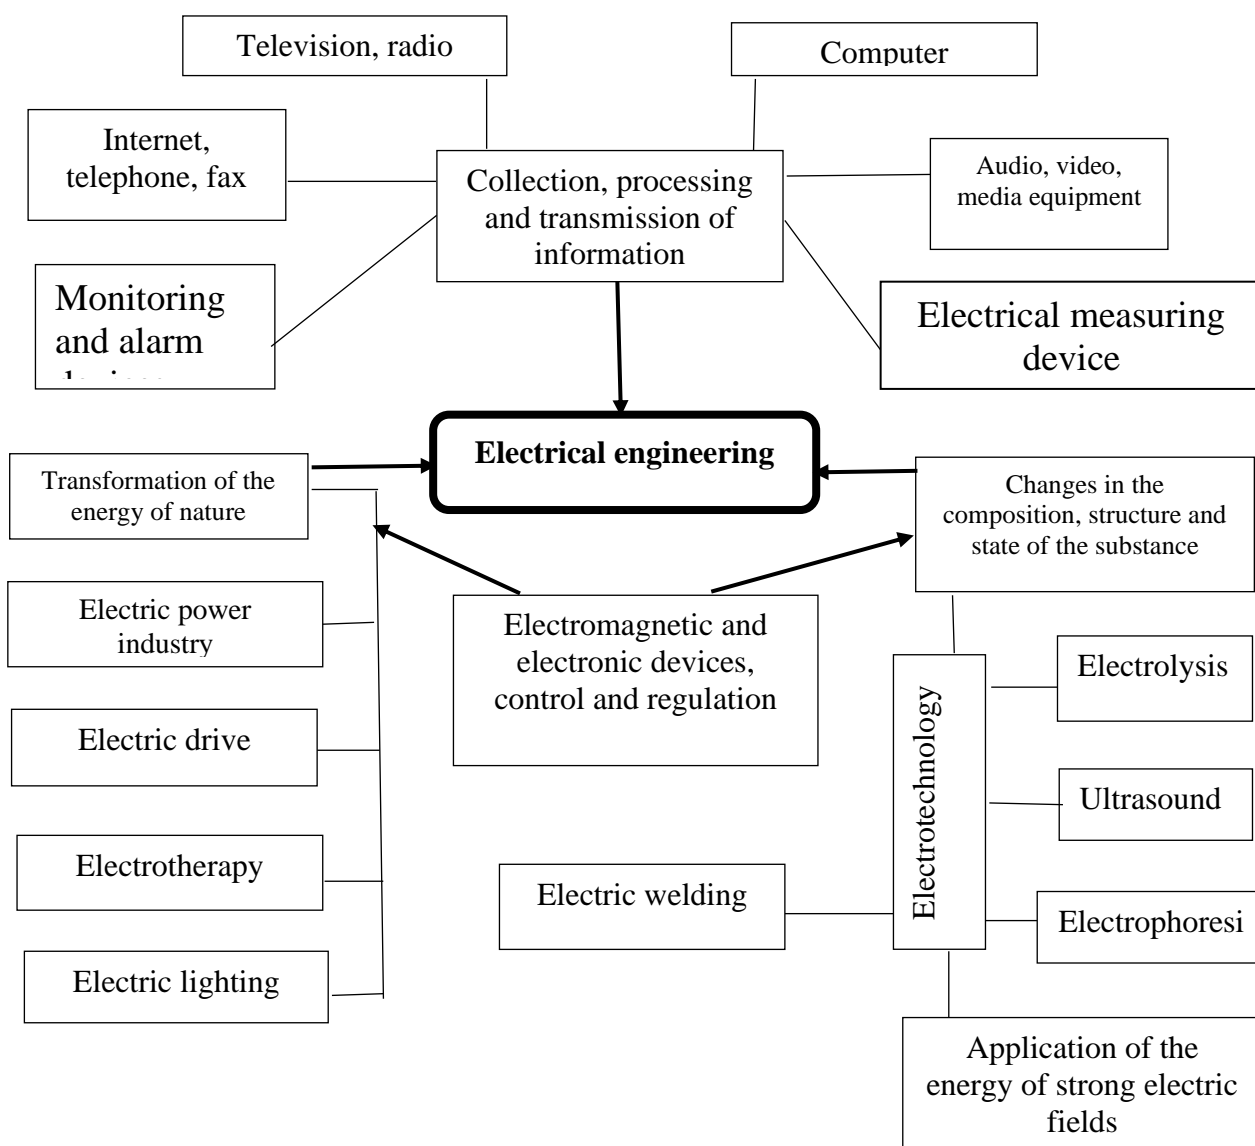 Television, radio
Computer
Internet,
telephone, fax
Collection, processing
and transmission of
information
Audio, video,
media equipment
Monitoring
and alarm
Electrical measuring
device
Electrical engineering
Transformation of the
energy of nature
Changes in the
composition, structure and
state of the substance
Electric power
industry
Electromagnetic and
electronic devices,
control and regulation
Electrotechnology
Electrolysis
Electric drive
Ultrasound
Electrotherapy
Electric welding
Electrophoresi
Electric lighting
Application of the
energy of strong electric
fields